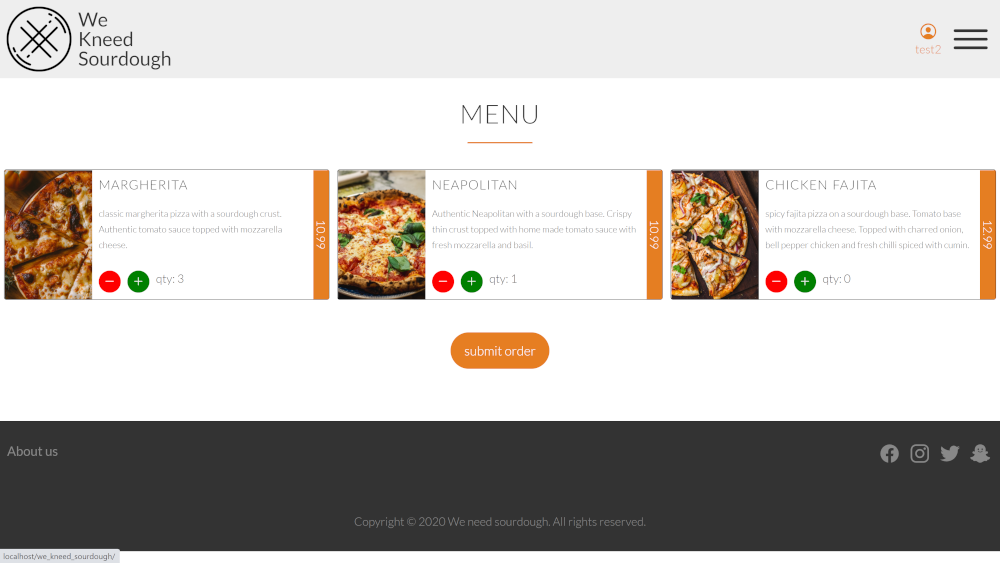 We
Kneed
Sourdough
test2
MENU
MARGHERITA
classic margherita pizza with a sourdough crust.
Authentic tomato sauce topped with mozzarella
cheese.
qty: 3
10.99
NEAPOLITAN
Authentic Neapolitan with a sourdough base. Crispy
thin crust topped with home made tomato sauce with
fresh mozzarella and basil.
qty: 1
10.99
CHICKEN FAJITA
spicy fajita pizza on a sourdough base. Tomato base
with mozzarella cheese. Topped with charred onion,
bell pepper chicken and fresh chilli spiced with cumin.
qty: 0
12.99
submit order
About us
Copyright © 2020 We need sourdough. All rights reserved.
localhost/we_kneed_sourdough/